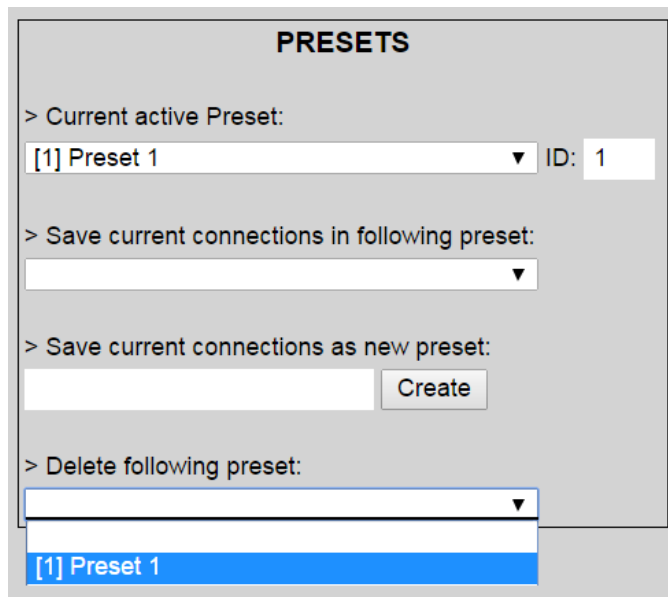 PRESETS
> Current active Preset:
[1] Preset 1 ▼ ID: 1
> Save current connections in following preset:
▼
> Save current connections as new preset:
Create
> Delete following preset:
▼
[1] Preset 1